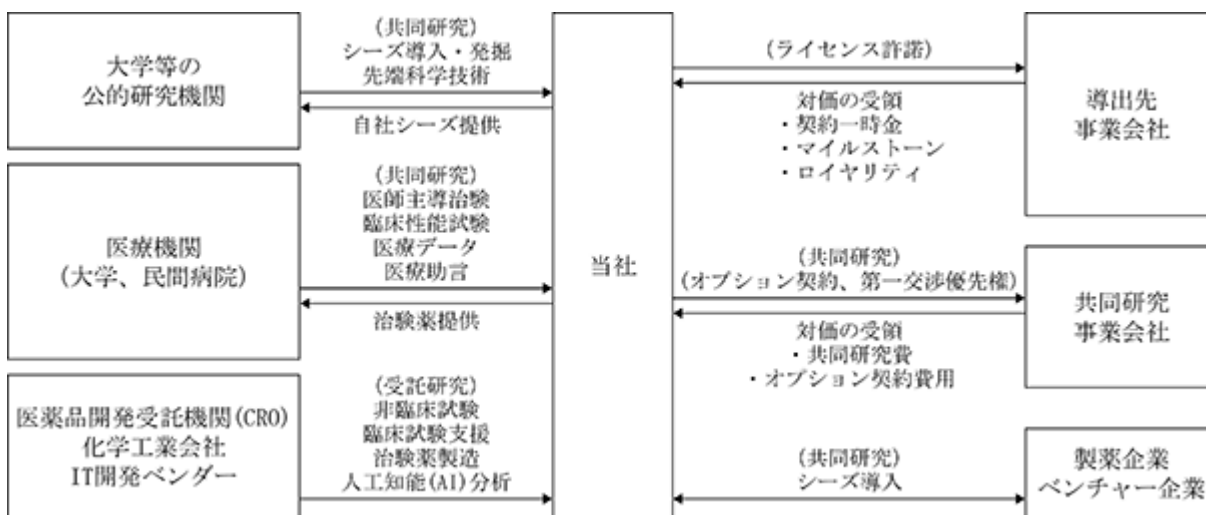 大学等の
公的研究機関
(共同研究)
シーズ導入・発掘
先端科学技術
自社シーズ提供
医療機関
(大学、民間病院)
(共同研究)
医師主導治験
臨床性能試験
医療データ
医療助言
治験薬提供
医薬品開発受託機関(CRO)
化学工業会社
IT開発ベンダー
(受託研究)
非臨床試験
臨床試験支援
治験薬製造
人工知能(AI)分析
当社
(ライセンス許諾)
対価の受領
・契約一時金
・マイルストーン
・ロイヤリティ
導出先
事業会社
(共同研究)
(オプション契約、第一交渉優先権)
対価の受領
・共同研究費
・オプション契約費用
共同研究
事業会社
(共同研究)
シーズ導入
製薬企業
ベンチャー企業